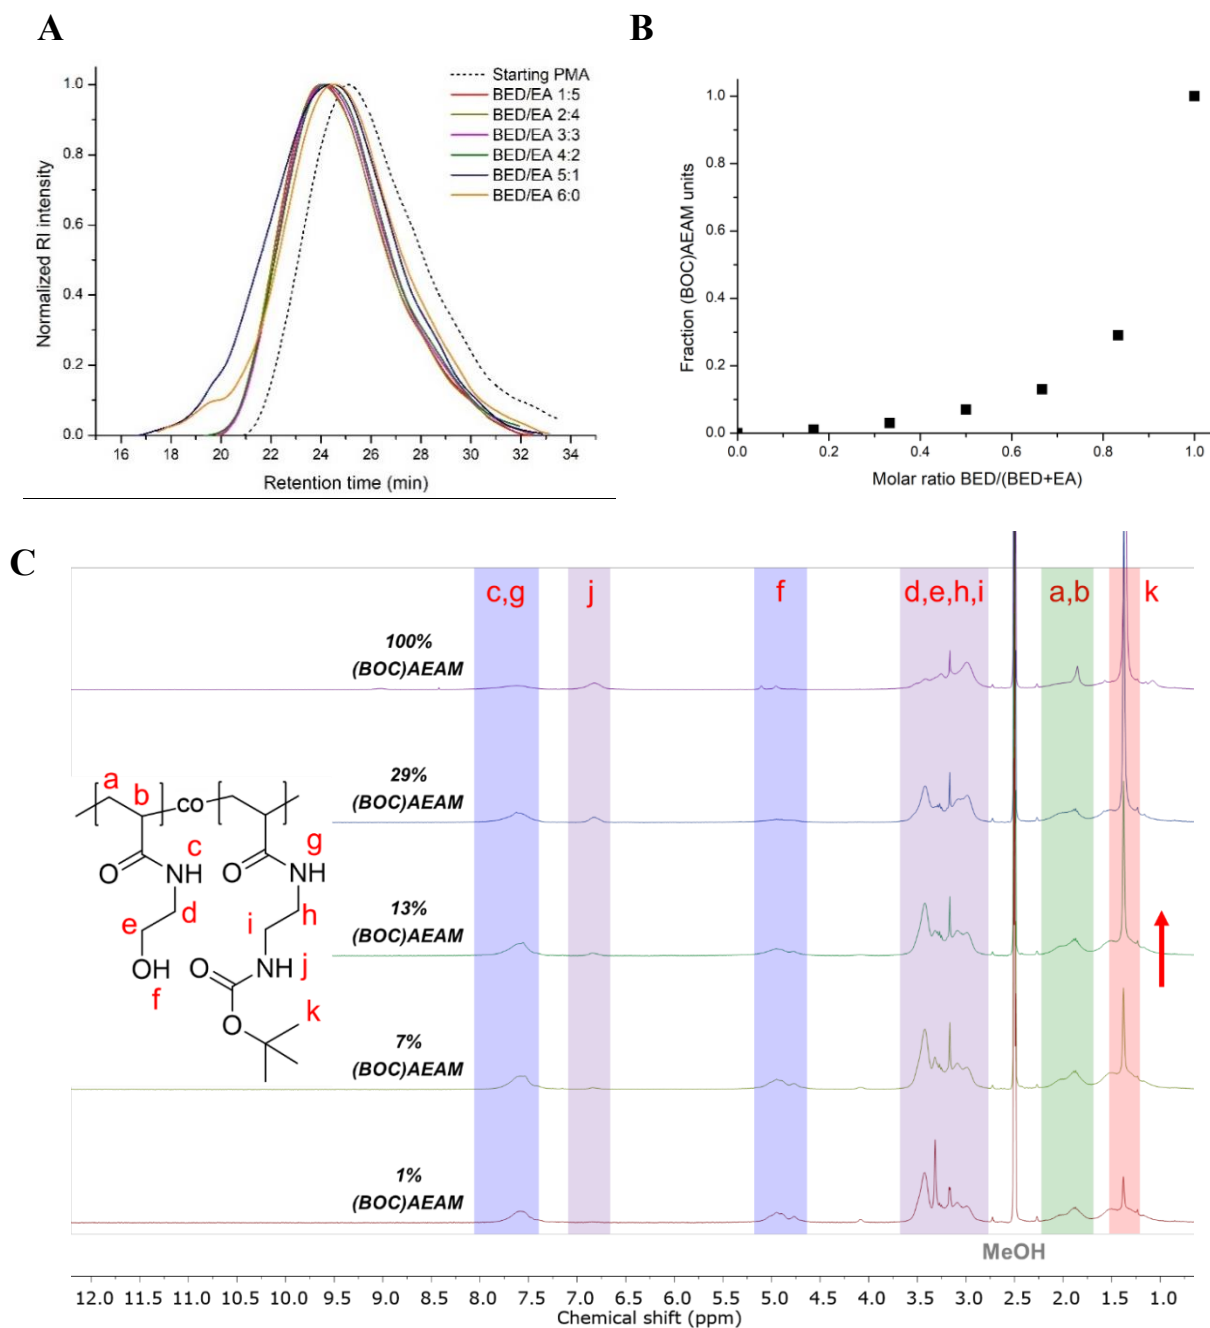 A
Starting PMA
BED/EA 1:5
BED/EA 2:4
BED/EA 3:3
BED/EA 4:2
BED/EA 5:1
BED/EA 6:0
1.0
0.8
0.6
0.4
0.2
0.0
Normalized RI intensity
16 18 20 22 24 26 28 30 32 34
Retention time (min)
B
1.0
0.8
0.6
0.4
0.2
0.0
Fraction (BOC)AEAM units
0.0 0.2 0.4 0.6 0.8 1.0
Molar ratio BED/(BED+EA)
C
c,g j f d,e,h,i a,b k
100%
(BOC)AEAM
29%
(BOC)AEAM
13%
(BOC)AEAM
7%
(BOC)AEAM
1%
(BOC)AEAM
a
b
co
c
g
O
NH
O
NH
e
d
i
h
OH
O
NH
j
f
k
O
MeOH
12.0 11.5 11.0 10.5 10.0 9.5 9.0 8.5 8.0 7.5 7.0 6.5 6.0 5.5 5.0 4.5 4.0 3.5 3.0 2.5 2.0 1.5 1.0
Chemical shift (ppm)